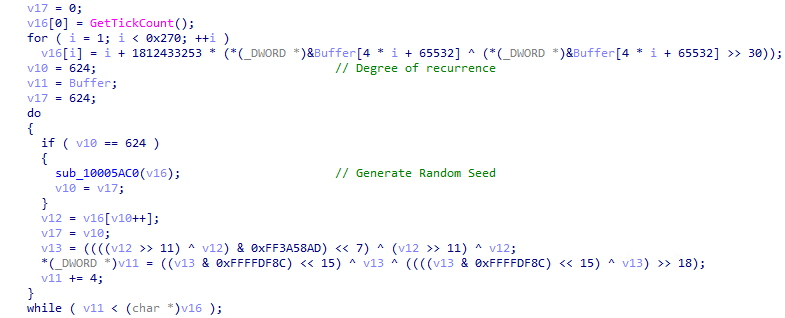 v17 = 0;
v16[0] = GetTickCount();
for ( i = 1; i < 0x270; ++i )
v16[i] = i + 1812433253 * (*(_DWORD *)&Buffer[4 * i + 65532] ^ (*(_DWORD *)&Buffer[4 * i + 65532] >> 30));
v10 = 624; // Degree of recurrence
v11 = Buffer;
v17 = 624;
do
{
if ( v10 == 624 )
{
sub_10005AC0(v16); // Generate Random Seed
v10 = v17;
}
v12 = v16[v10++];
v17 = v10;
v13 = ((((v12 >> 11) ^ v12) & 0xFF3A58AD) << 7) ^ (v12 >> 11) ^ v12;
*(_DWORD *)v11 = ((v13 & 0xFFFFDF8C) << 15) ^ v13 ^ ((((v13 & 0xFFFFDF8C) << 15) ^ v13) >> 18);
v11 += 4;
}
while ( v11 < (char *)v16 );